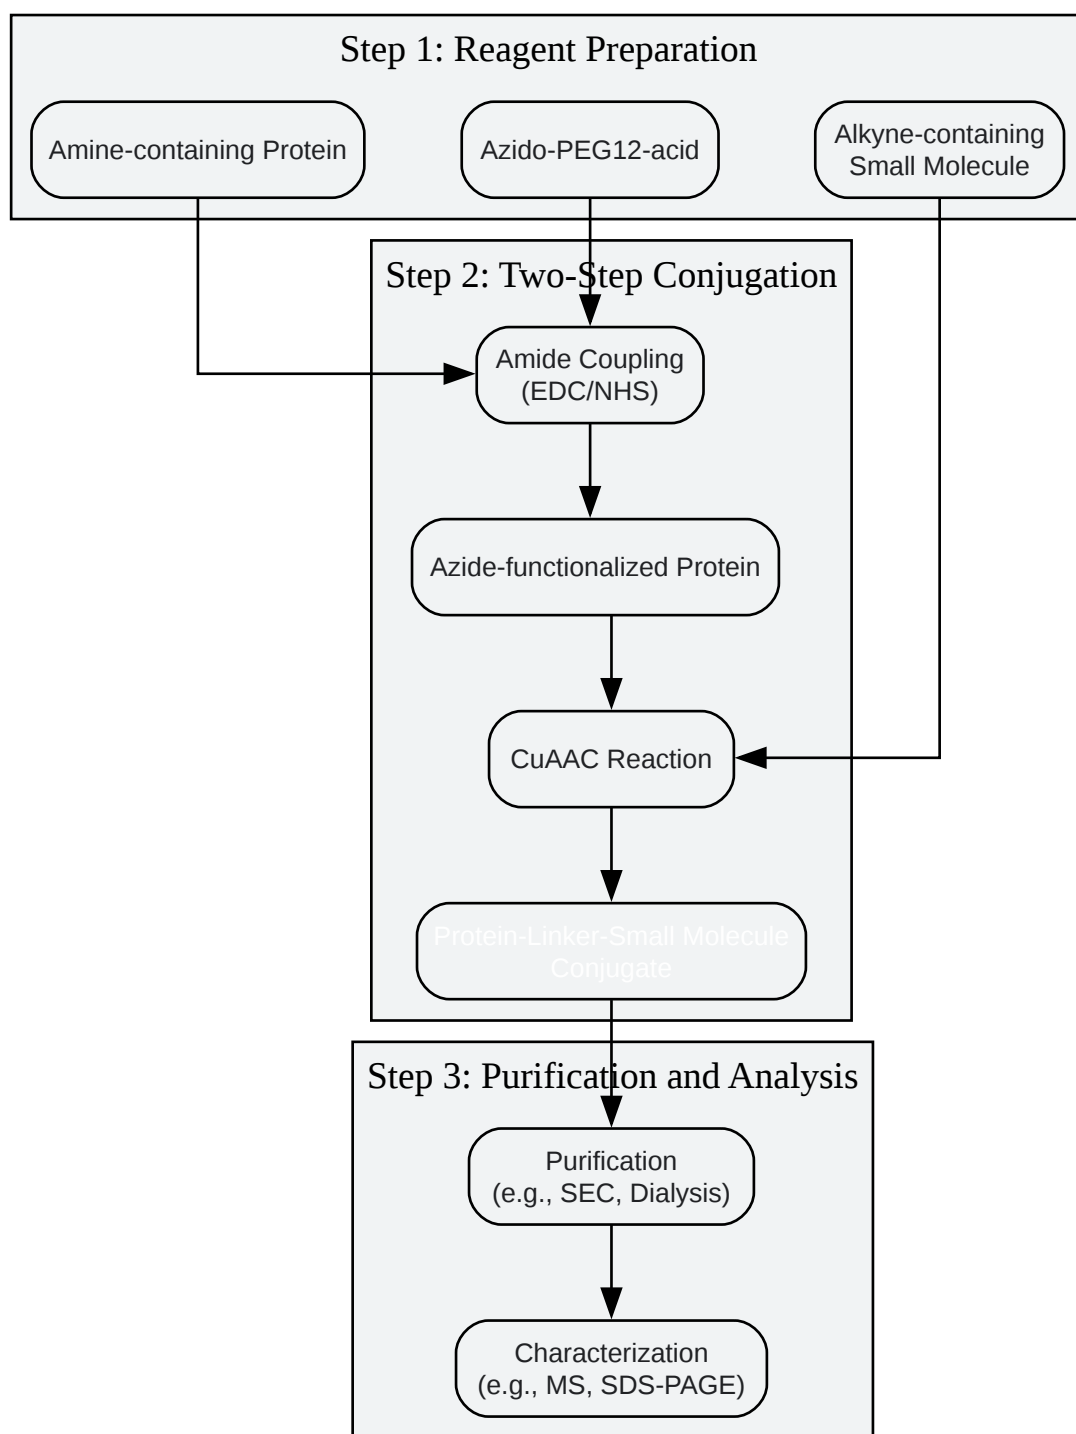 Step 1: Reagent Preparation
Amine-containing Protein
Azido-PEG12-acid
Alkyne-containing
Small Molecule
Step 2: Two-Step Conjugation
Amide Coupling
(EDC/NHS)
Azide-functionalized Protein
CuAAC Reaction
Protein-Linker-Small Molecule
Conjugate
Step 3: Purification and Analysis
Purification
(e.g., SEC, Dialysis)
Characterization
(e.g., MS, SDS-PAGE)